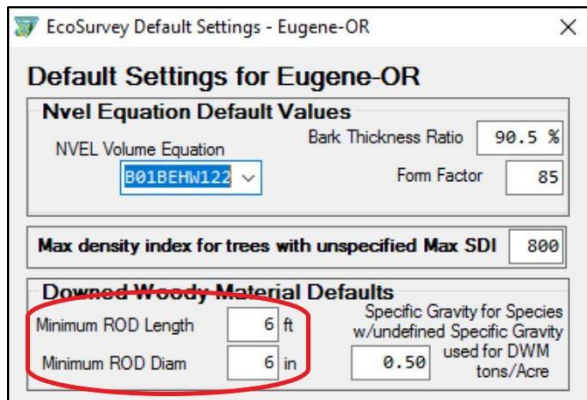 EcoSurvey Default Settings - Eugene-OR
Default Settings for Eugene-OR
Nvel Equation Default Values
NVEL Volume Equation
B01BEHW122
Bark Thickness Ratio 90.5 %
Form Factor 85
Max density index for trees with unspecified Max SDI 800
Downed Woody Material Defaults
Minimum ROD Length 6 ft
Minimum ROD Diam 6 in
Specific Gravity for Species
w/undefined Specific Gravity
used for DWM
0.50 tons/Acre